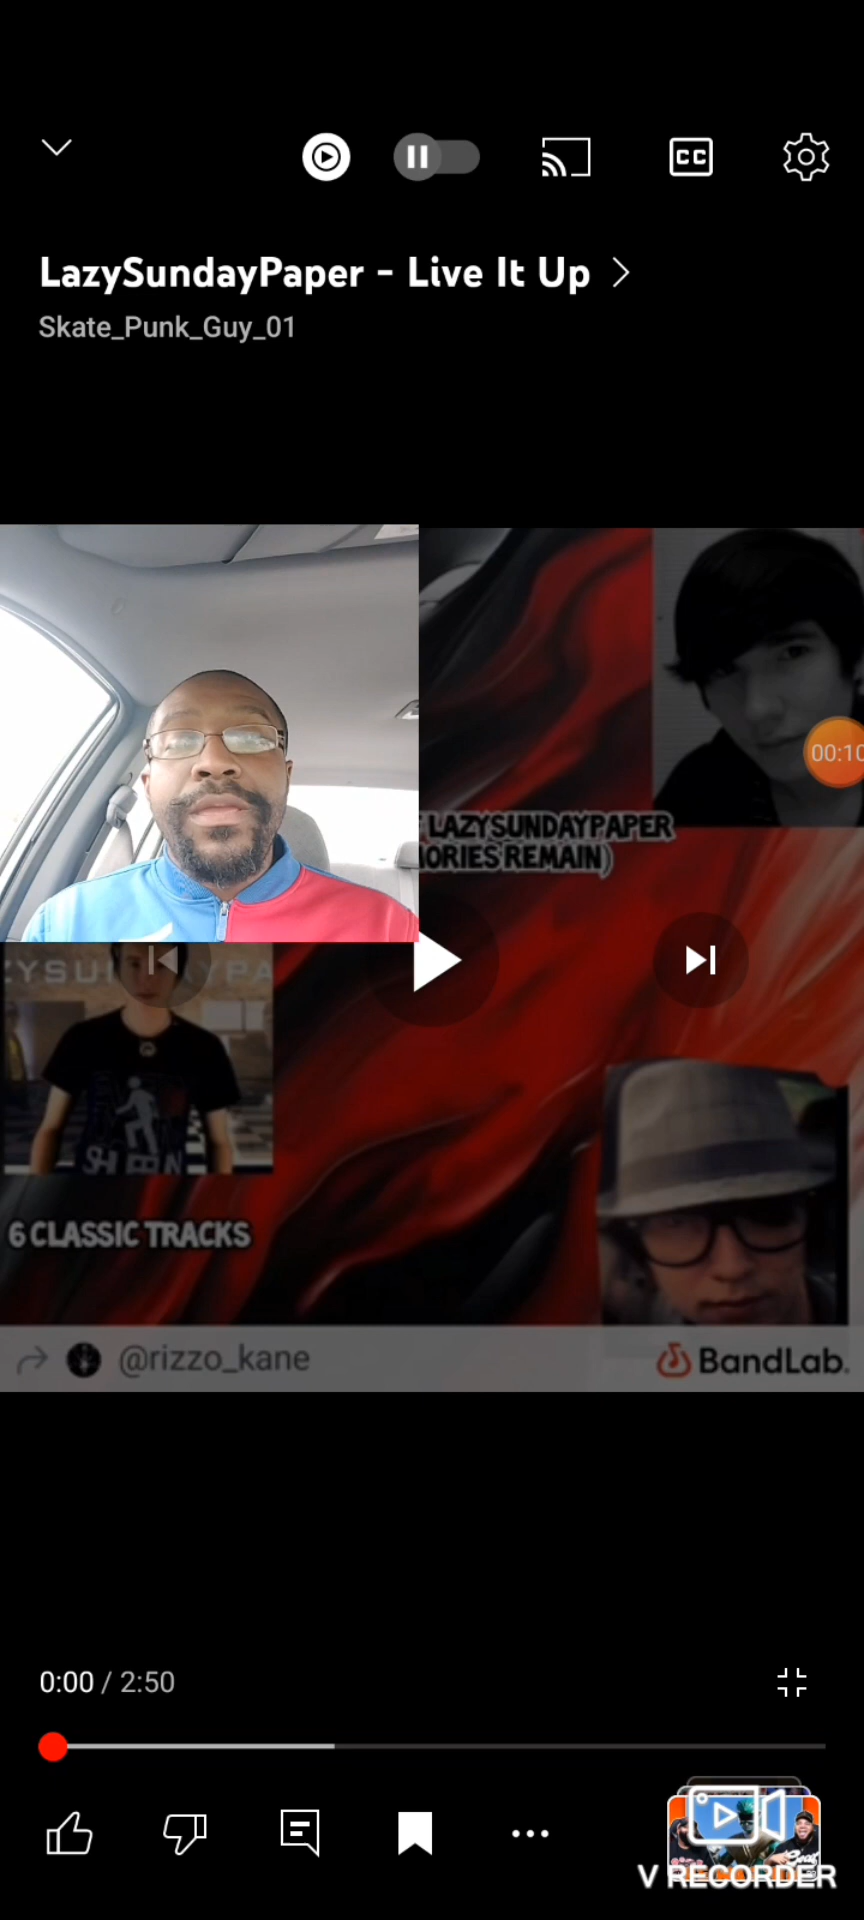 CC
LazySundayPaper - Live It Up
Skate_Punk_Guy_01
LAZYSUNDAYPAPER
ORIES REMAIN)
00:10
6 CLASSIC TRACKS
@rizzo_kane
BandLab.
0:00 / 2:50
V RECORDER